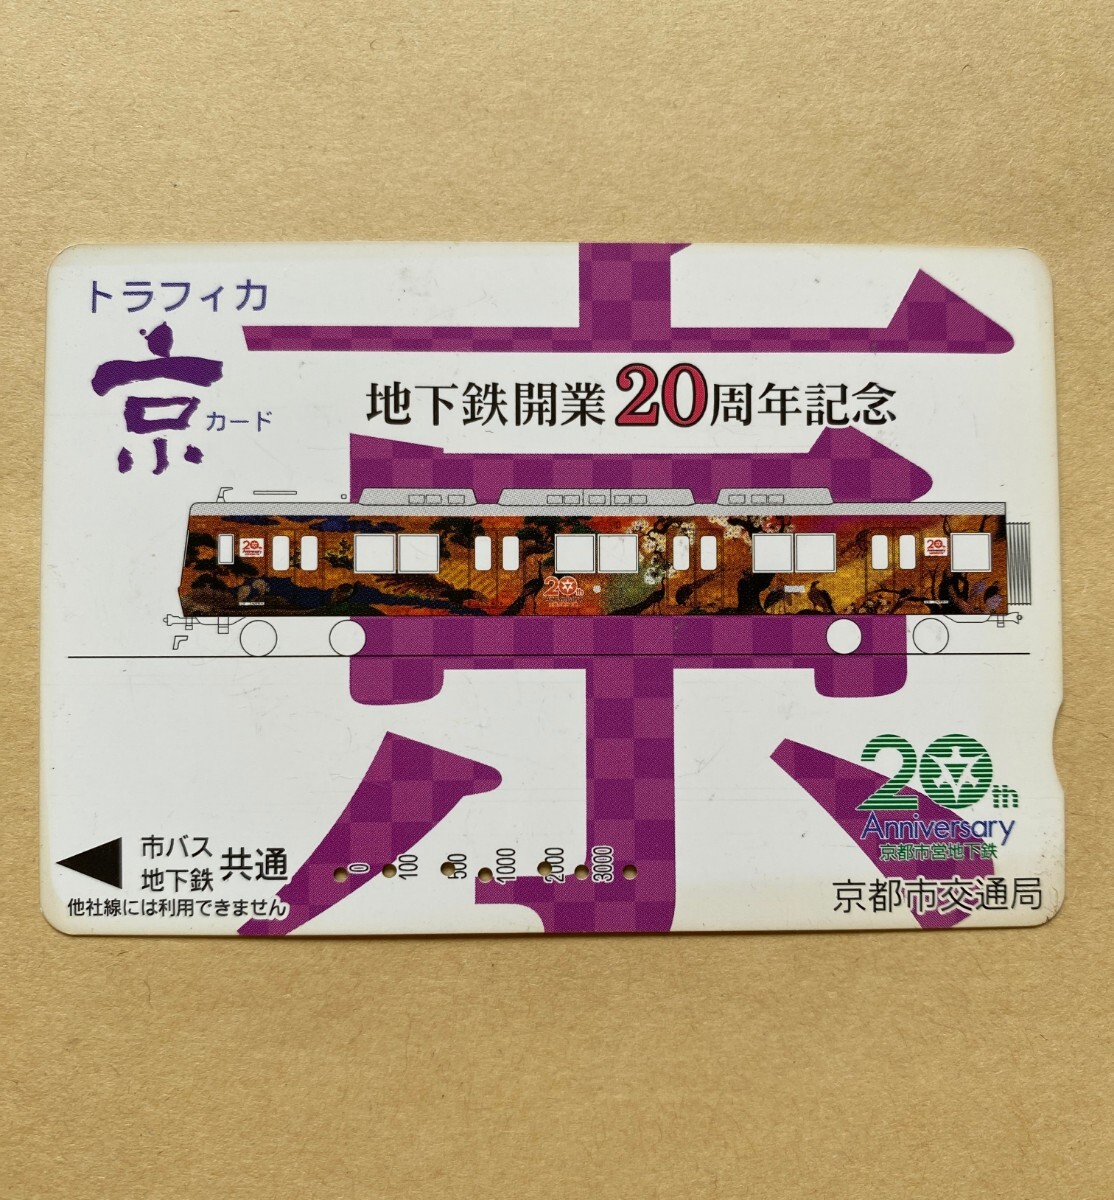 トラフィカ
京
カード
地下鉄開業20周年記念
20th
Anniversary
京都市営地下鉄
京都市交通局
市バス
地下鉄
共通
他社線には利用できません
0 100 500 1000 2000 3000